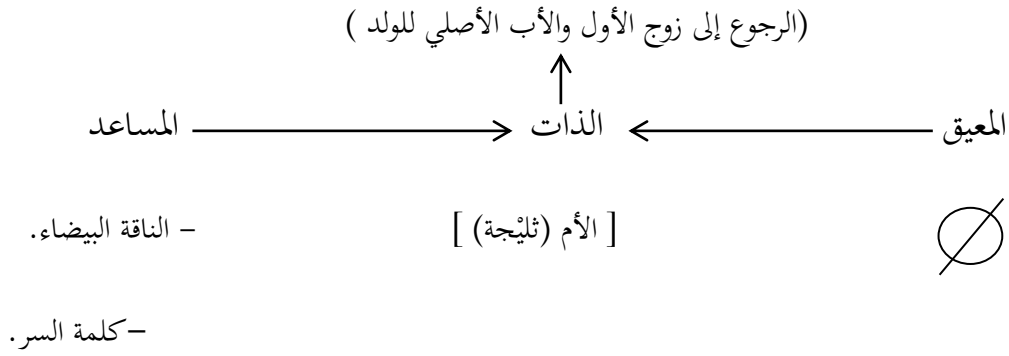 (الرجوع إلى زوج الأول والأب الأصلي للولد )
المعيق الذات المساعد
[ الأم (ثليْجة) ] – الناقة البيضاء.
–كلمة السر.